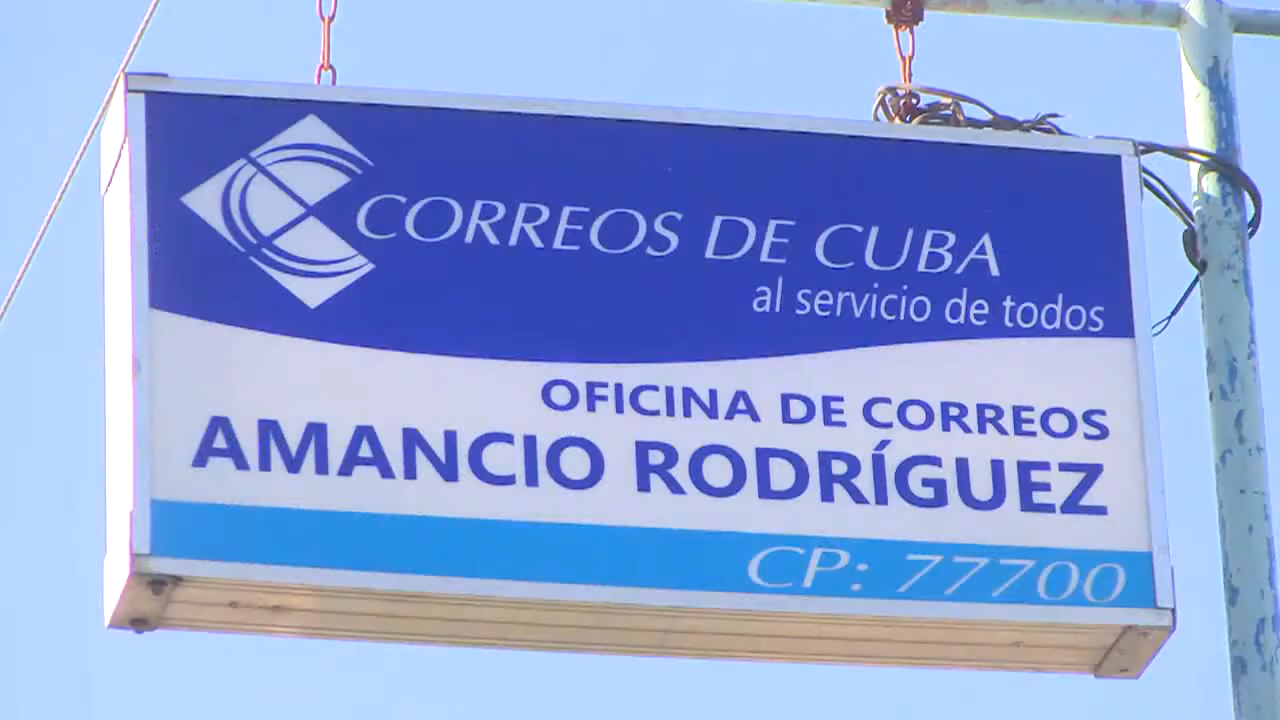 CORREOS DE CUBA
al servicio de todos
OFICINA DE CORREOS
AMANCIO RODRÍGUEZ
CP: 77700